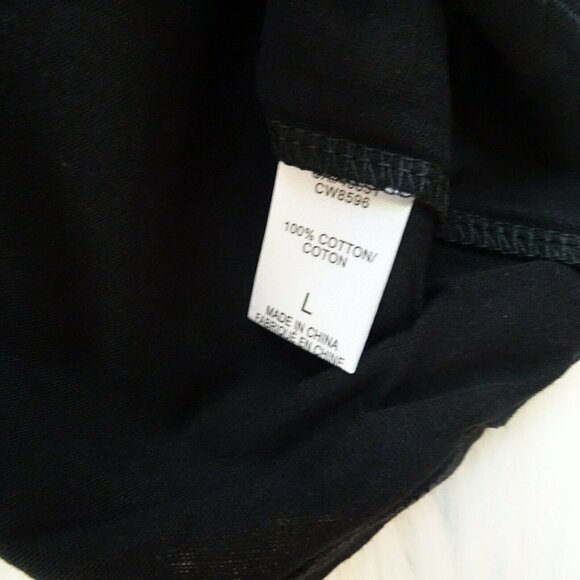 CW8596
100% COTTON/
COTON
L
MADE IN CHINA
FABRIQUÉ EN CHINE